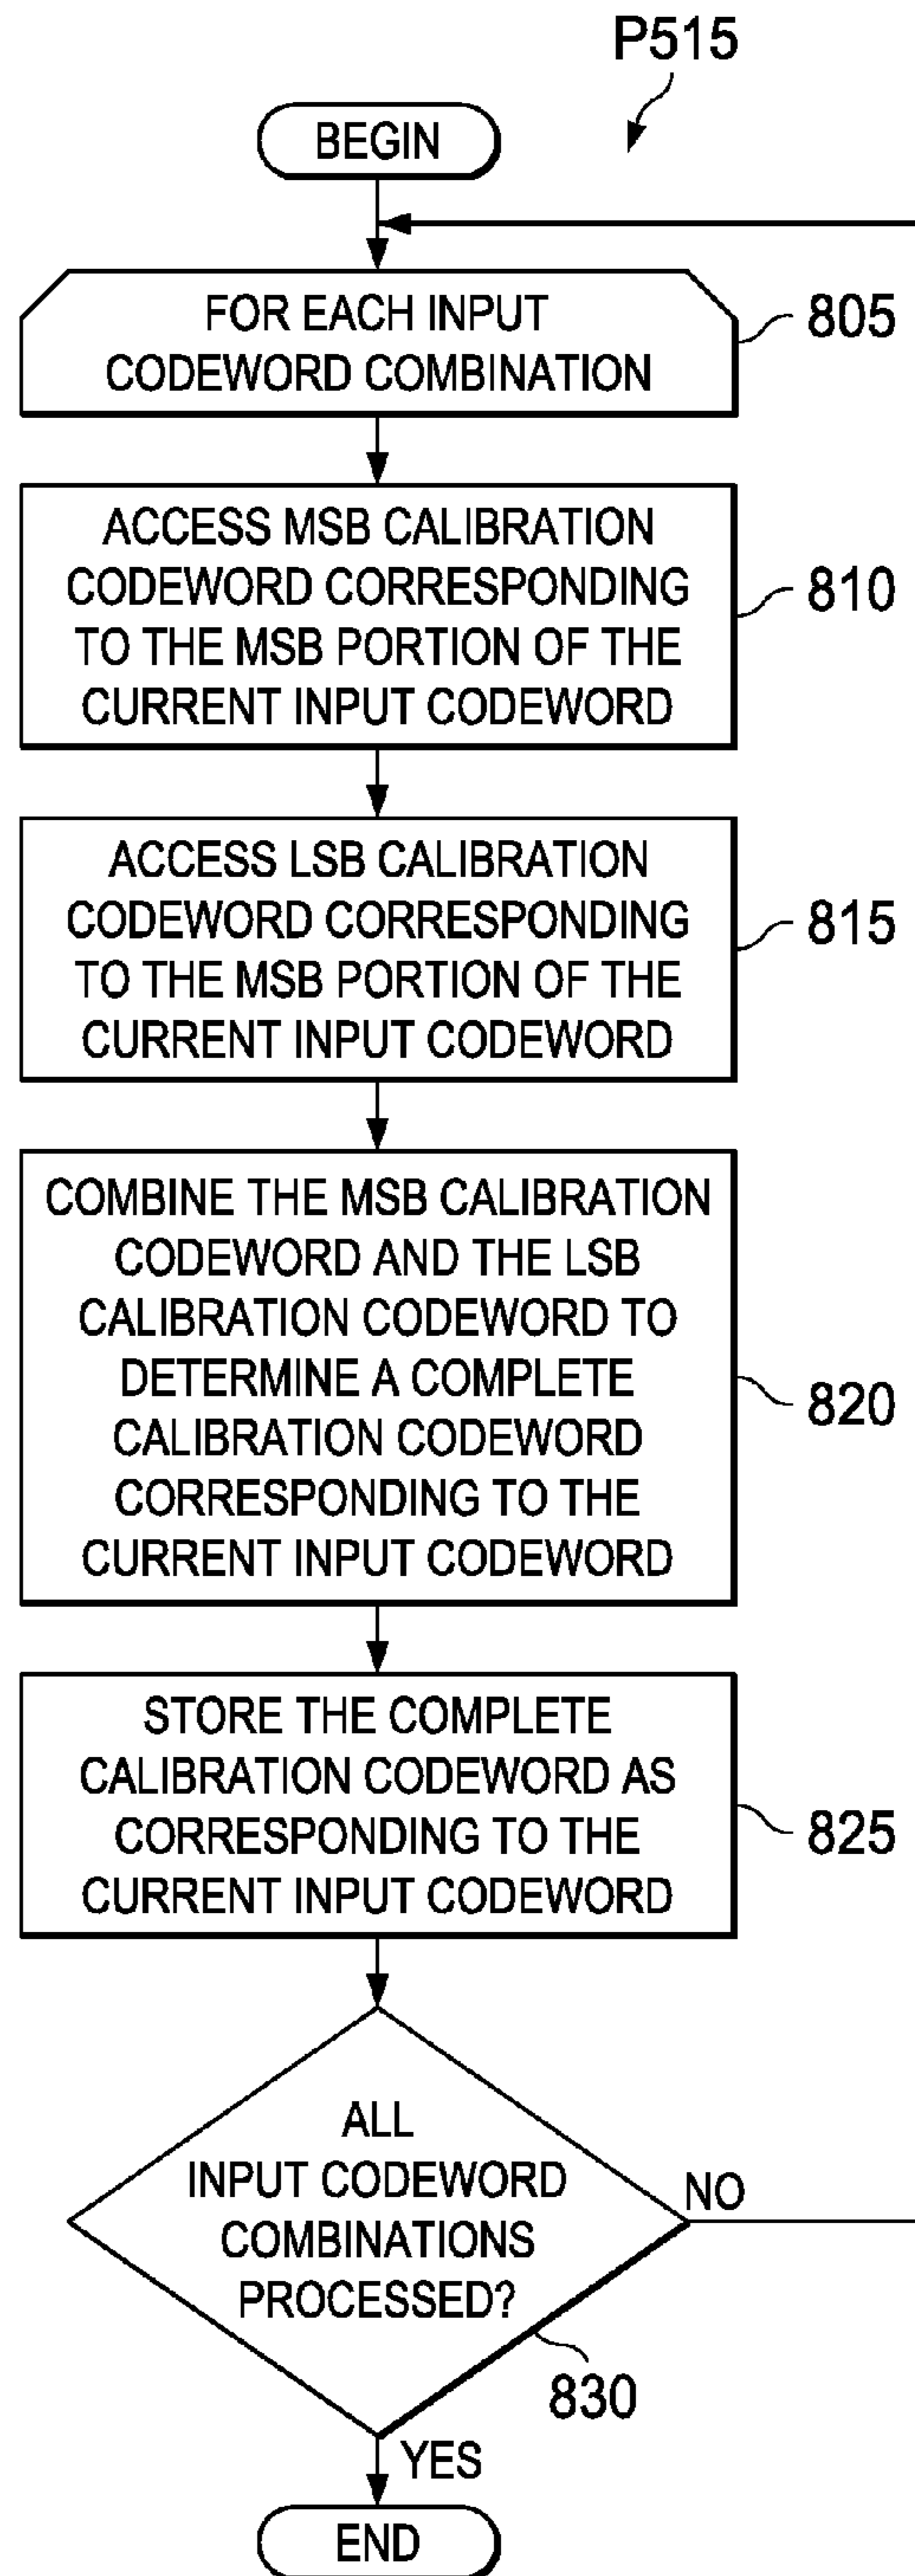 P515
BEGIN
FOR EACH INPUT
CODEWORD COMBINATION
805
ACCESS MSB CALIBRATION
CODEWORD CORRESPONDING
TO THE MSB PORTION OF THE
CURRENT INPUT CODEWORD
810
ACCESS LSB CALIBRATION
CODEWORD CORRESPONDING
TO THE MSB PORTION OF THE
CURRENT INPUT CODEWORD
815
COMBINE THE MSB CALIBRATION
CODEWORD AND THE LSB
CALIBRATION CODEWORD TO
DETERMINE A COMPLETE
CALIBRATION CODEWORD
CORRESPONDING TO THE
CURRENT INPUT CODEWORD
820
STORE THE COMPLETE
CALIBRATION CODEWORD AS
CORRESPONDING TO THE
CURRENT INPUT CODEWORD
825
ALL
INPUT CODEWORD
COMBINATIONS
PROCESSED?
NO
830
YES
END